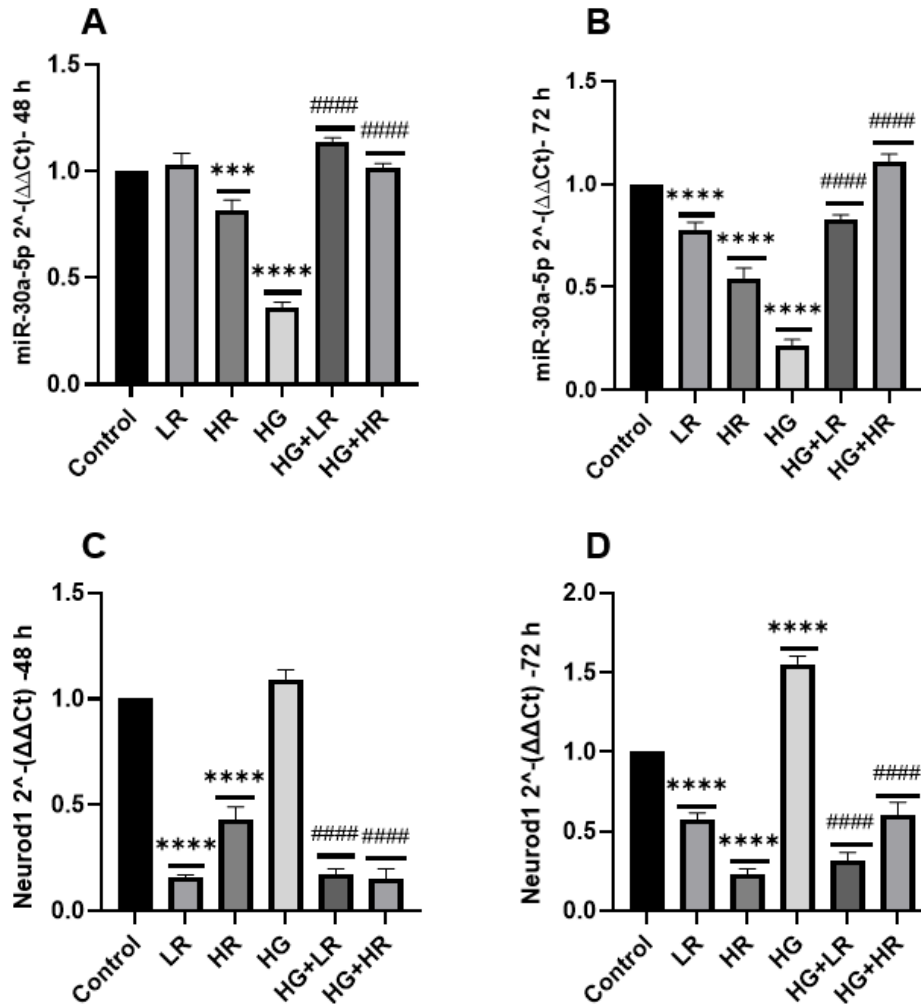 A
miR-30a-5p 2^-(ΔΔCt)- 48 h
1.5
1.0
0.5
0.0
***
****
####
####
Control
LR
HR
HG
HG+LR
HG+HR
B
miR-30a-5p 2^-(ΔΔCt)- 72 h
1.5
1.0
0.5
0.0
****
****
****
####
####
Control
LR
HR
HG
HG+LR
HG+HR
C
Neurod1 2^-(ΔΔCt) -48 h
1.5
1.0
0.5
0.0
****
****
####
####
Control
LR
HR
HG
HG+LR
HG+HR
D
Neurod1 2^-(ΔΔCt) -72 h
2.0
1.5
1.0
0.5
0.0
****
****
****
####
####
Control
LR
HR
HG
HG+LR
HG+HR